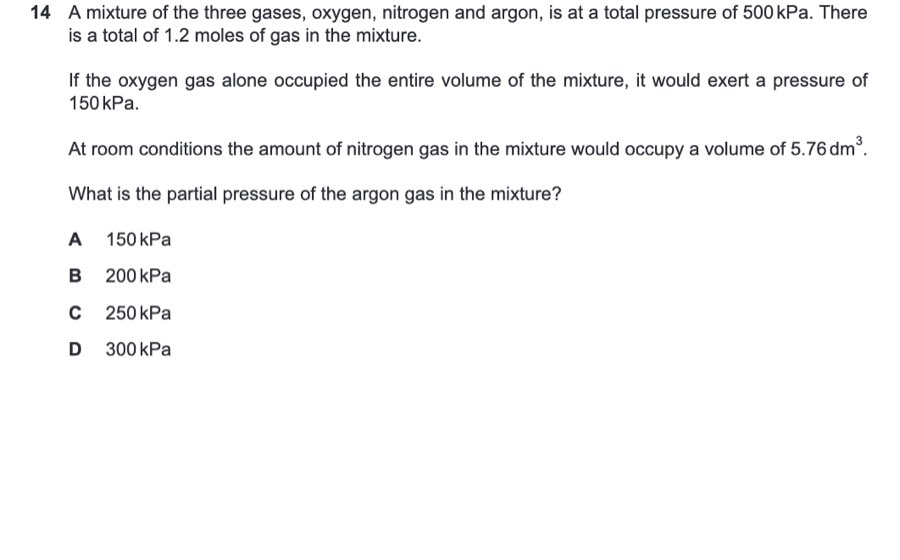 14 A mixture of the three gases, oxygen, nitrogen and argon, is at a total pressure of 500 kPa. There
is a total of 1.2 moles of gas in the mixture.
If the oxygen gas alone occupied the entire volume of the mixture, it would exert a pressure of
150 kPa.
At room conditions the amount of nitrogen gas in the mixture would occupy a volume of 5.76 dm³.
What is the partial pressure of the argon gas in the mixture?
A 150 kPa
B 200 kPa
C 250 kPa
D 300 kPa